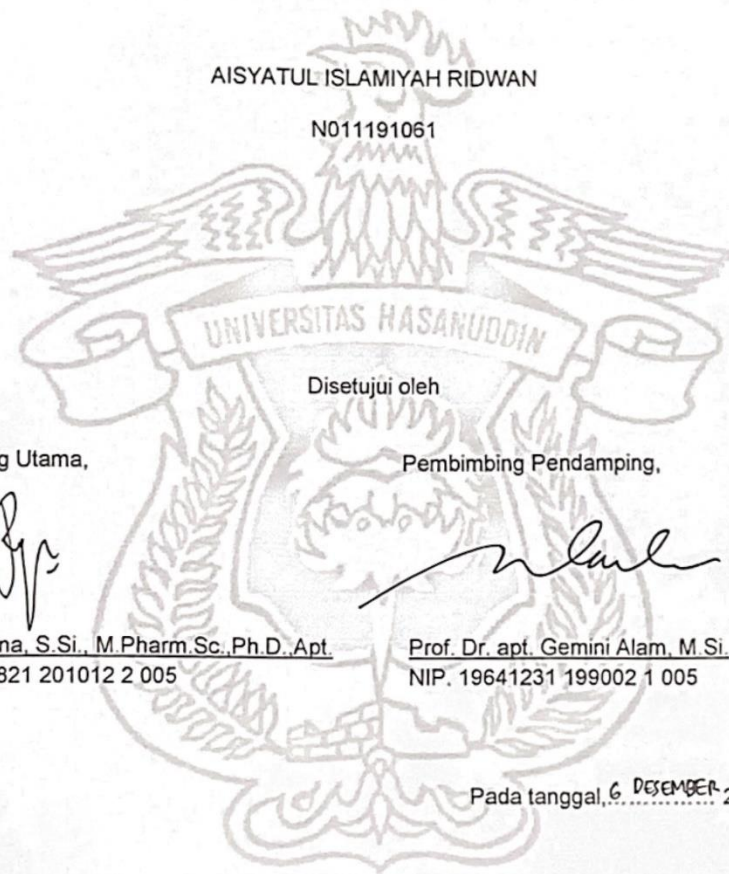 AISYATUL ISLAMIYAH RIDWAN
N011191061
UNIVERSITAS HASANUDDIN
Disetujui oleh
g Utama,
Pembimbing Pendamping,
na, S.Si., M.Pharm.Sc.,Ph.D.,Apt.
Prof. Dr. apt. Gemini Alam, M.Si.
821 201012 2 005
NIP. 19641231 199002 1 005
Pada tanggal, 6 DESEMBER 2